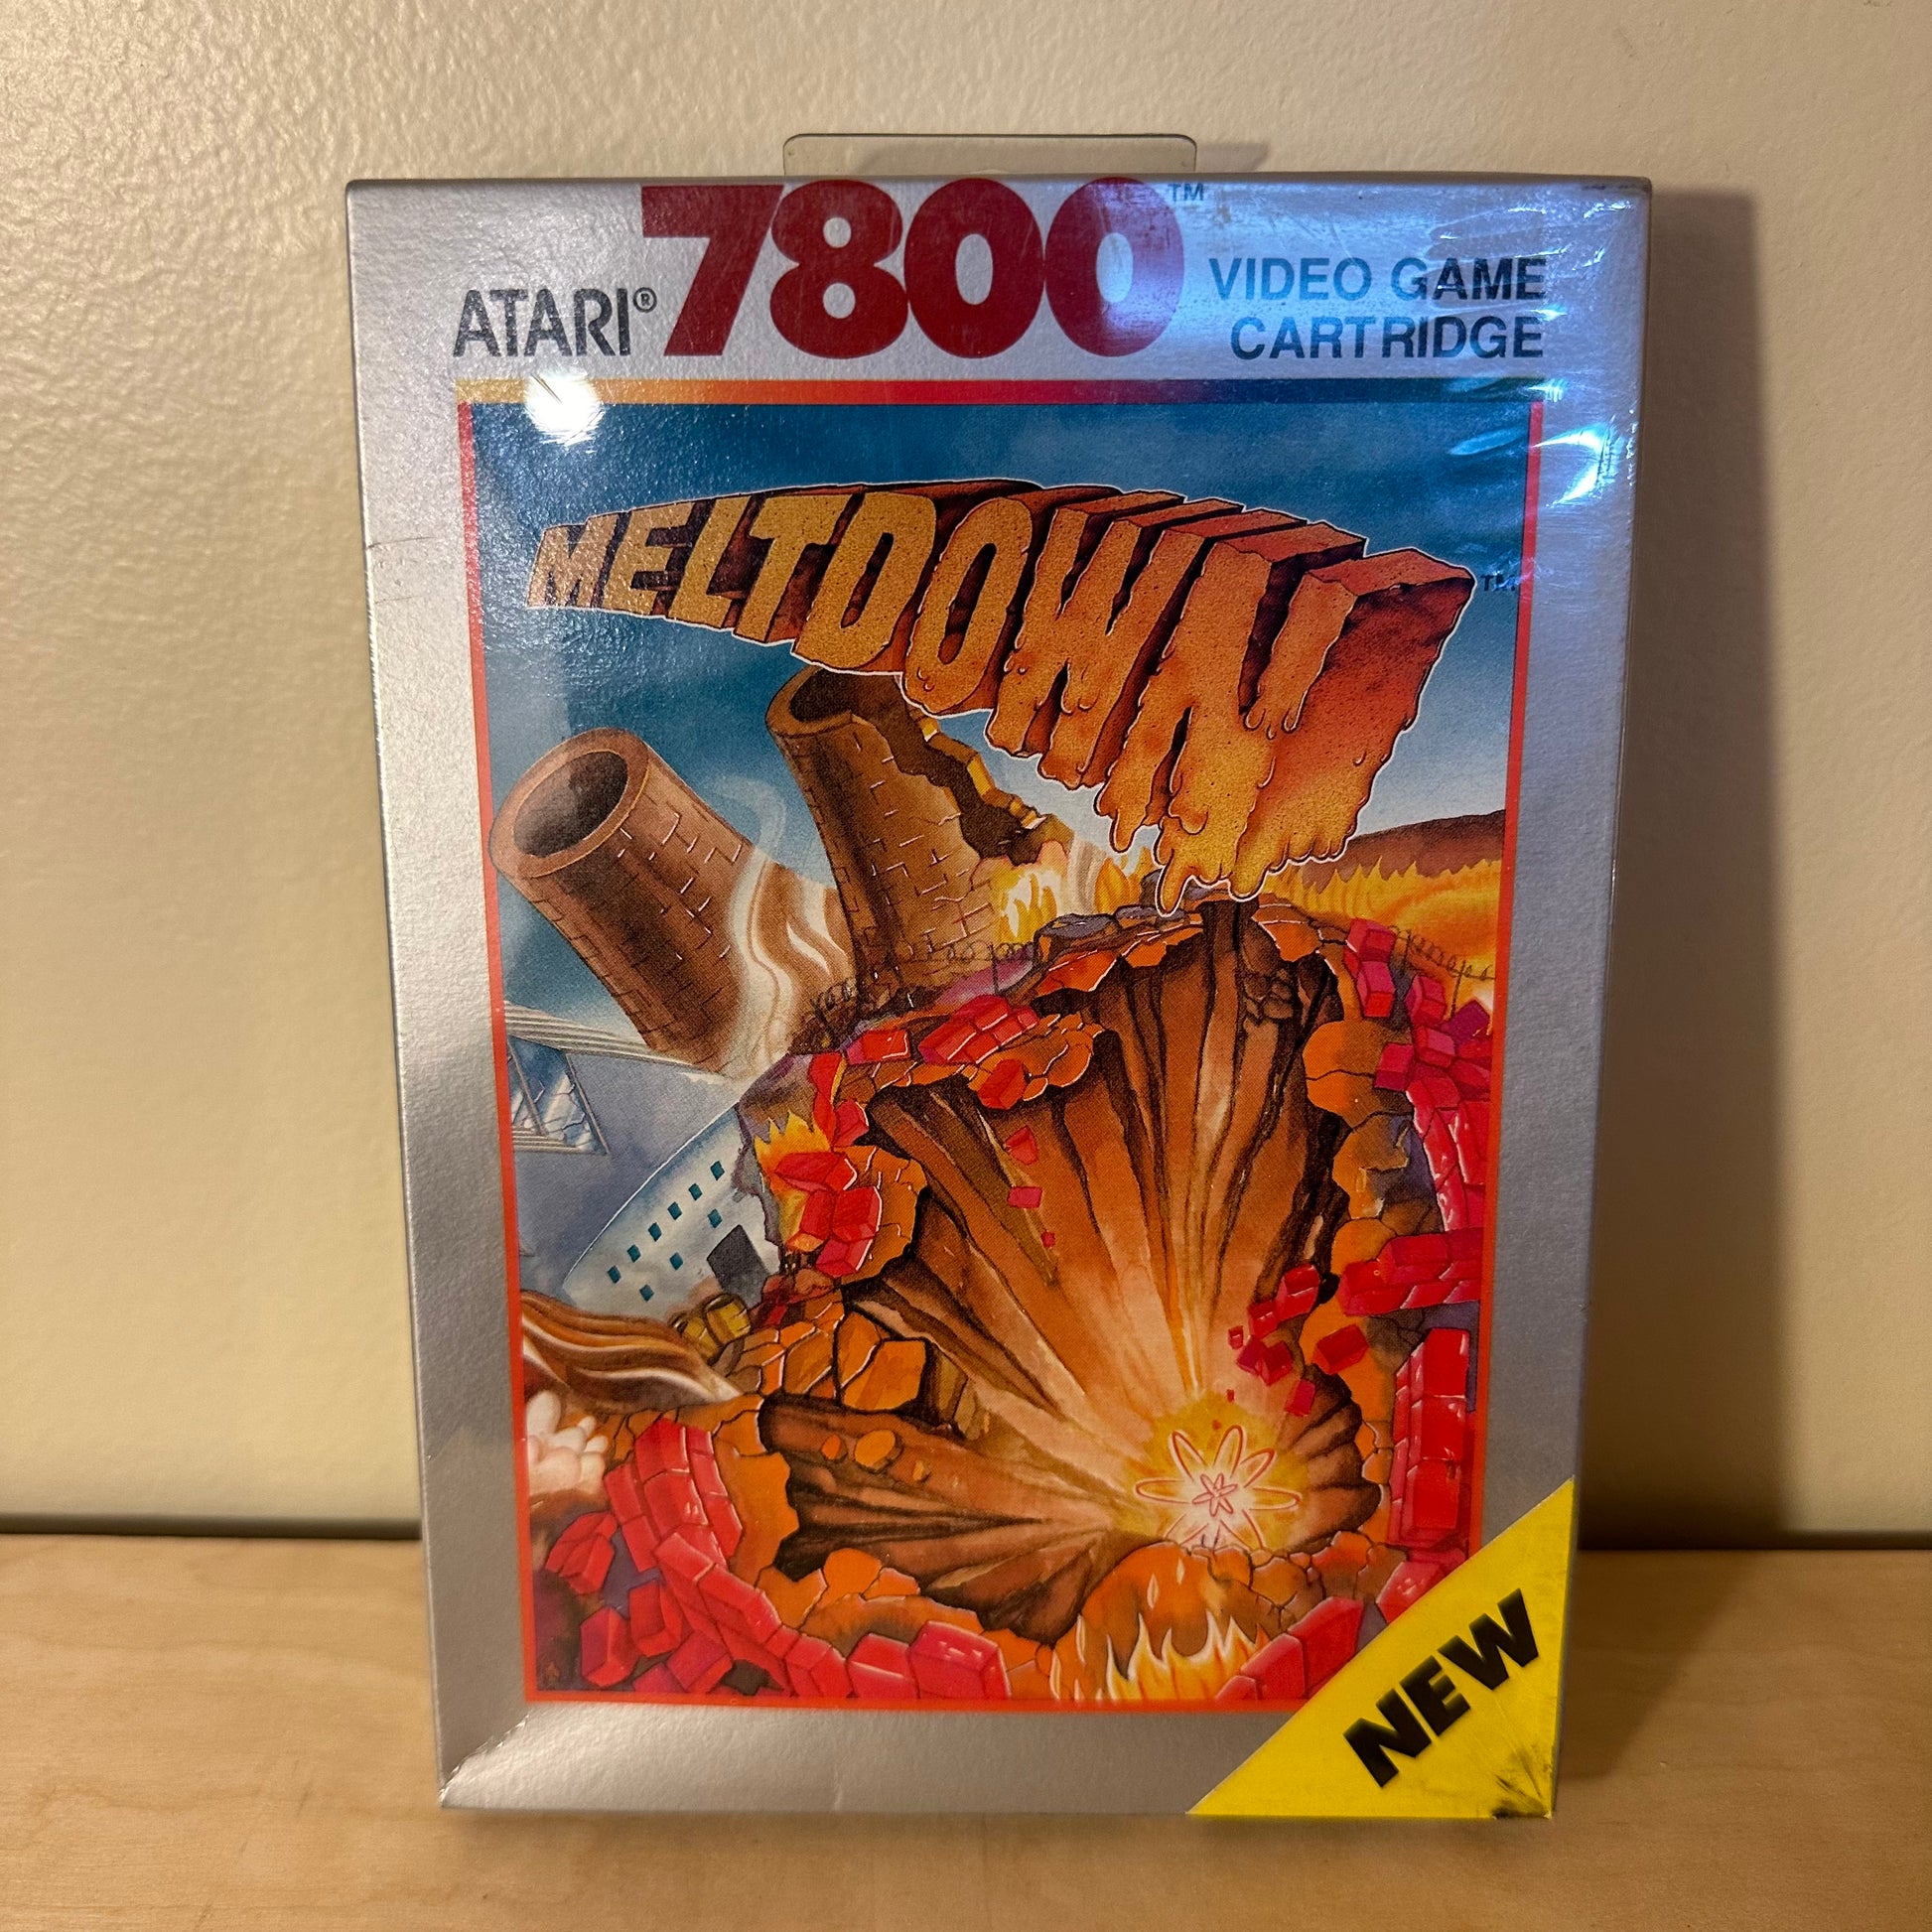 ATARI® 7800™ VIDEO GAME
CARTRIDGE
MELTDOWN™
NEW